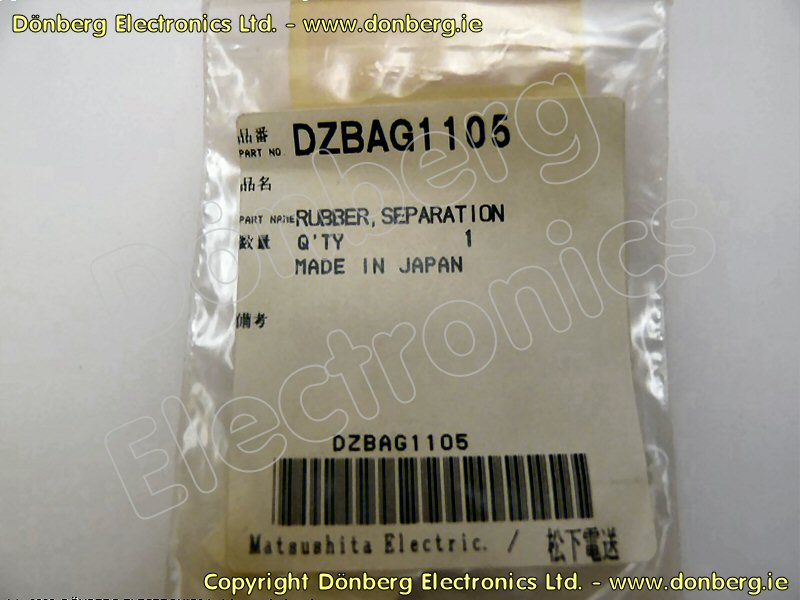 Dönberg Electronics Ltd. - www.donberg.ie
品番
PART NO. DZBAG1105
品名
PART NAME RUBBER, SEPARATION
数量 Q'TY 1
MADE IN JAPAN
備考
Dönberg
Electronics
DZBAG1105
Matsushita Electric. / 松下電送
Copyright Dönberg Electronics Ltd. - www.donberg.ie